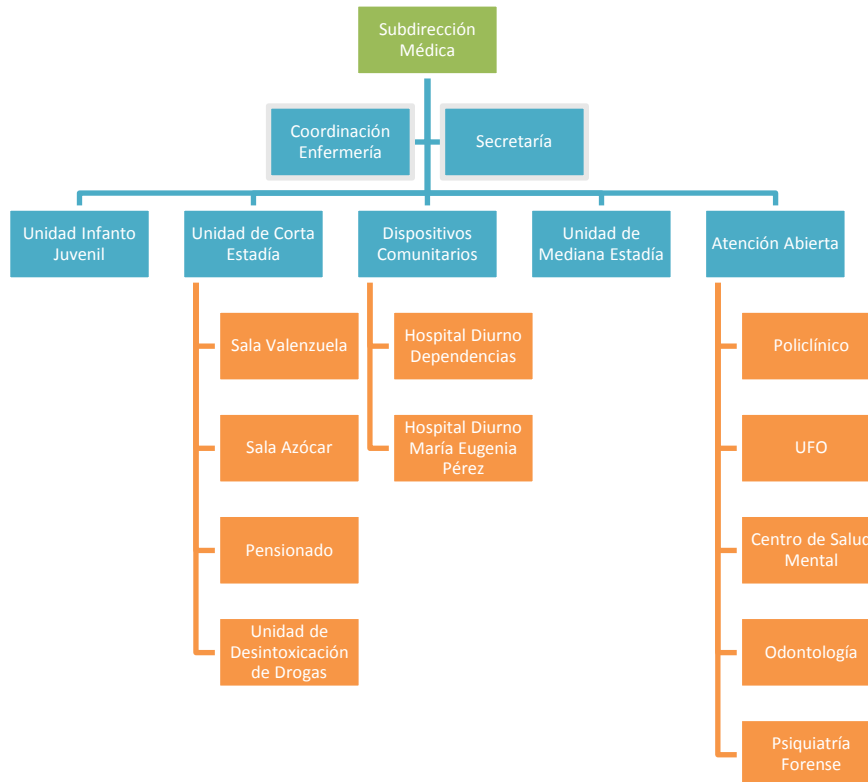 Subdirección
Médica
Coordinación
Enfermería
Secretaría
Unidad Infanto
Juvenil
Unidad de Corta
Estadía
Dispositivos
Comunitarios
Unidad de
Mediana Estadía
Atención Abierta
Sala Valenzuela
Sala Azócar
Pensionado
Unidad de
Desintoxicación
de Drogas
Hospital Diurno
Dependencias
Hospital Diurno
María Eugenia
Pérez
Policlínico
UFO
Centro de Salud
Mental
Odontología
Psiquiatría
Forense